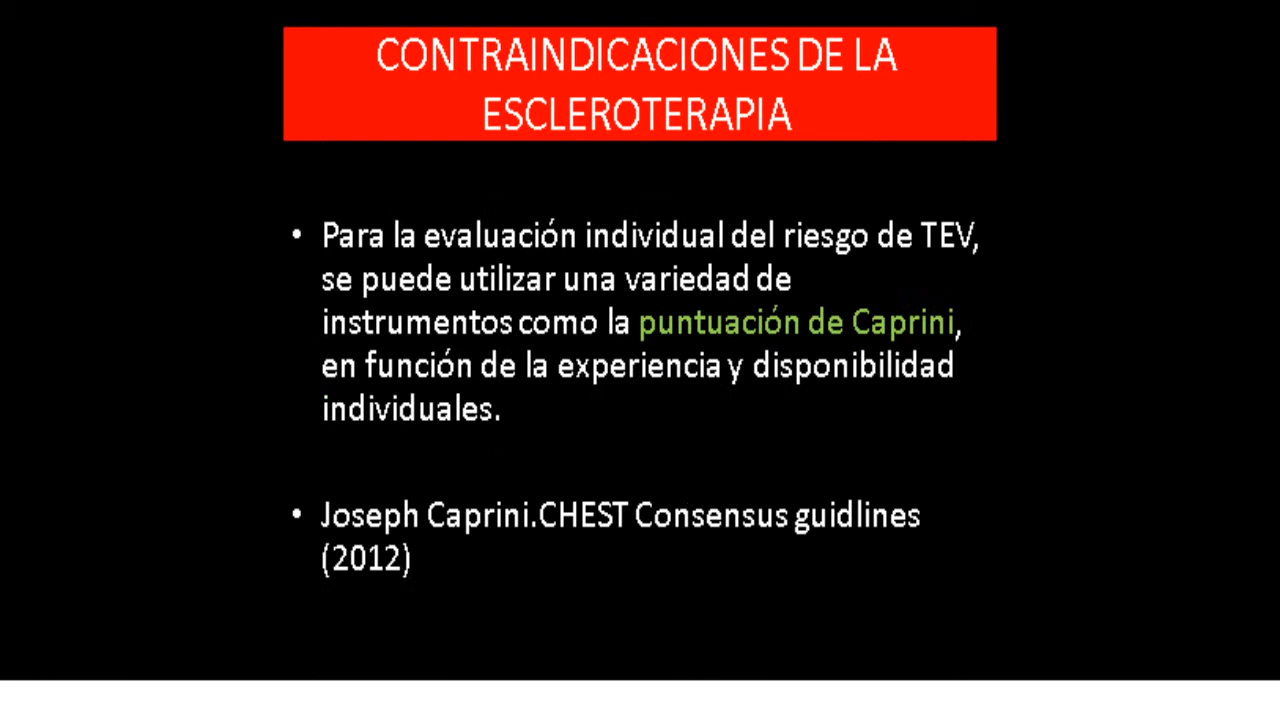 CONTRAINDICACIONES DE LA
ESCLEROTERAPIA
• Para la evaluación individual del riesgo de TEV,
se puede utilizar una variedad de
instrumentos como la puntuación de Caprini,
en función de la experiencia y disponibilidad
individuales.
• Joseph Caprini.CHEST Consensus guidlines
(2012)